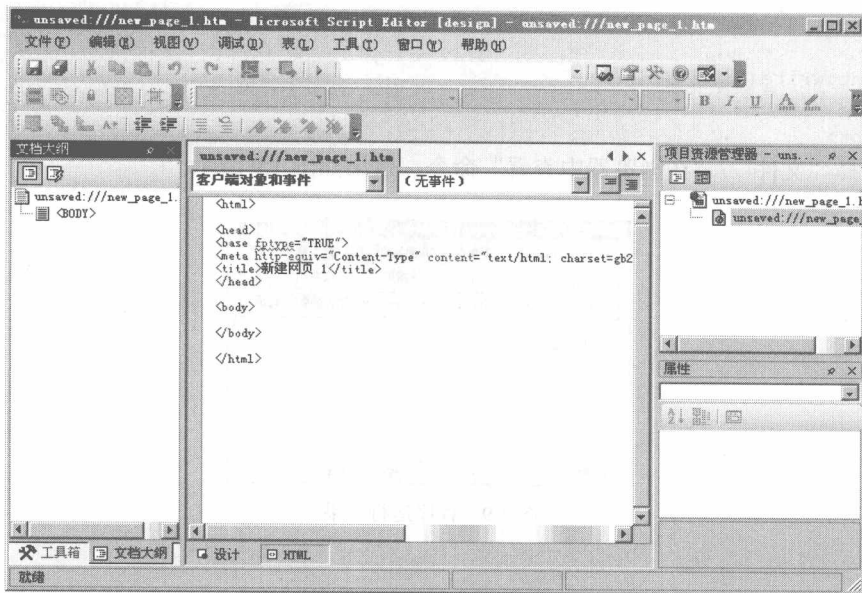 unsaved:///new_page_1.htm - Microsoft Script Editor [design] - unsaved:///new_page_1.htm
文件(F) 编辑(E) 视图(V) 调试(D) 表(L) 工具(T) 窗口(W) 帮助(H)
B I U A
文档大纲
unsaved:///new_page_1.
<BODY>
工具箱 文档大纲
unsaved:///new_page_1.htm
客户端对象和事件 (无事件)
<html>
<head>
<base fptype="TRUE">
<meta http-equiv="Content-Type" content="text/html; charset=gb2
<title>新建网页 1</title>
</head>
<body>
</body>
</html>
设计 HTML
项目资源管理器 - uns...
unsaved:///new_page_1.h
unsaved:///new_page_
属性
就绪